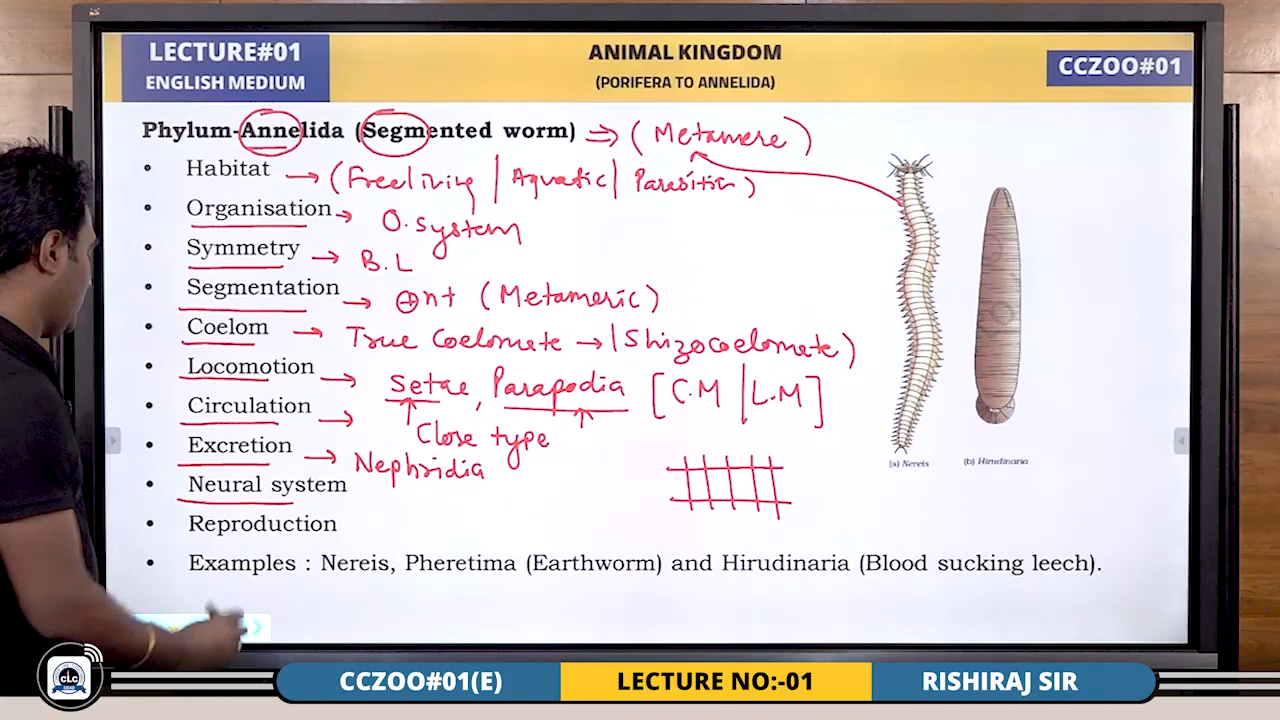 LECTURE#01
ENGLISH MEDIUM
ANIMAL KINGDOM
(PORIFERA TO ANNELIDA)
CCZOO#01
Phylum-Annelida (Segmented worm) ⇒ (Metamere)
• Habitat → (Freeliving | Aquatic | Parasitic)
• Organisation → O. system
• Symmetry → B.L
• Segmentation → ⊕nt (Metameric)
• Coelom → True Coelomate → (Shizocoelomate)
• Locomotion → Setae, Parapodia [C.M | L.M]
• Circulation → Close type
• Excretion → Nephridia
• Neural system
• Reproduction
• Examples : Nereis, Pheretima (Earthworm) and Hirudinaria (Blood sucking leech).
(a) Nereis (b) Hirudinaria
CLC
CCZOO#01(E) LECTURE NO:-01 RISHIRAJ SIR